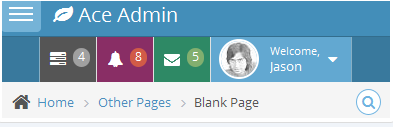 Ace Admin
4 8 5 Welcome,
Jason
Home Other Pages Blank Page